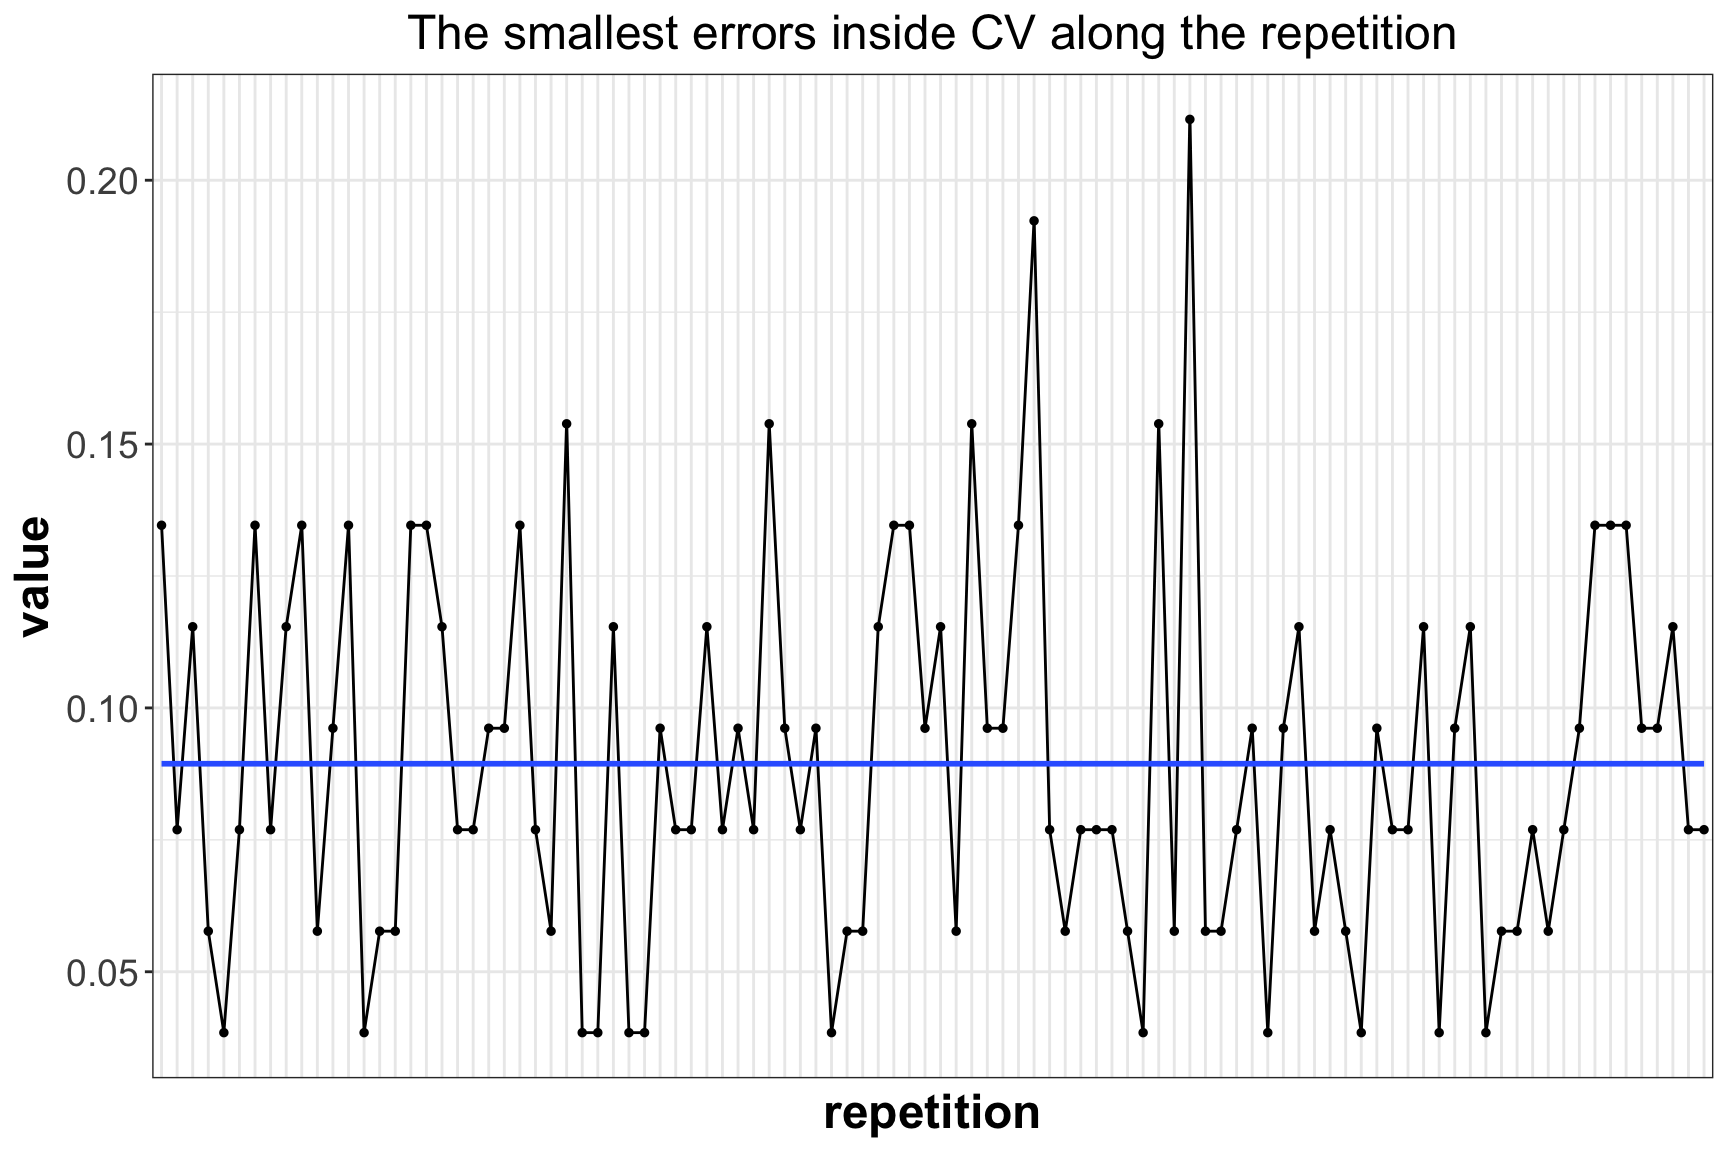 The smallest errors inside CV along the repetition
value
0.20
0.15
0.10
0.05
repetition